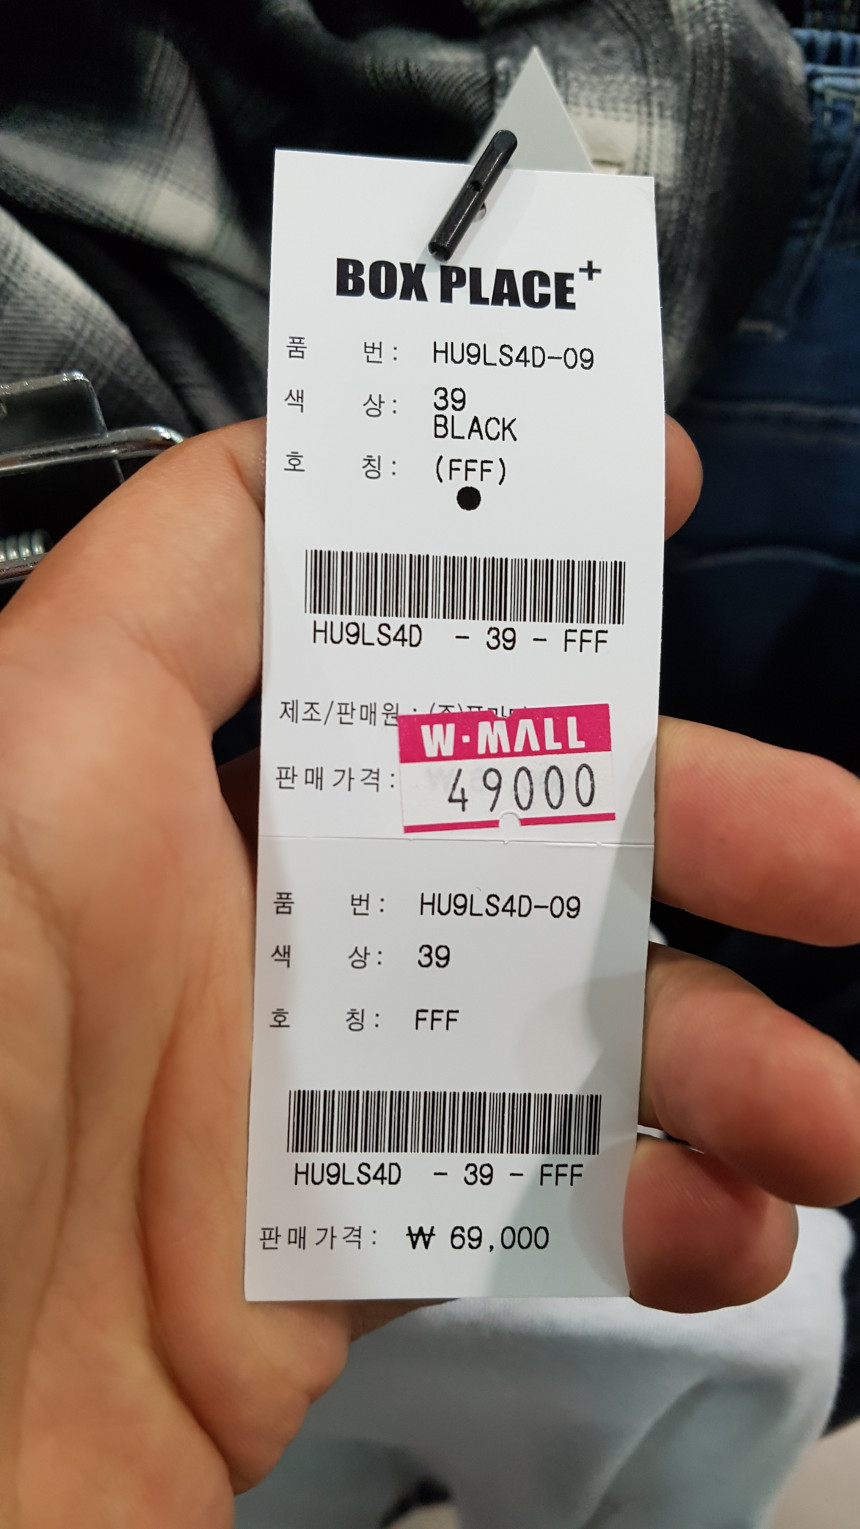 BOX PLACE+
품 번: HU9LS4D-09
색 상: 39
BLACK
호 칭: (FFF)
HU9LS4D - 39 - FFF
제조/판매원 : (주)
W·MALL
판매가격: 49000
품 번: HU9LS4D-09
색 상: 39
호 칭: FFF
HU9LS4D - 39 - FFF
판매가격: ₩ 69,000